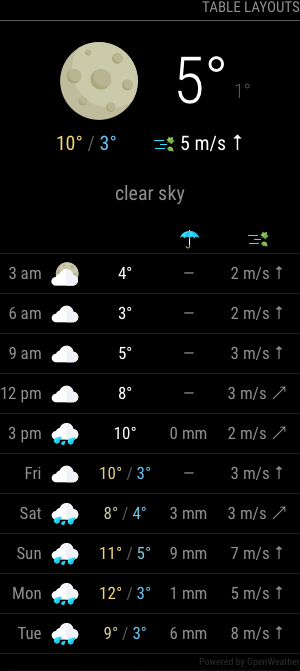 TABLE LAYOUTS
5° 1°
10° / 3° 5 m/s ↑
clear sky
3 am 4° – 2 m/s ↑
6 am 3° – 2 m/s ↑
9 am 5° – 3 m/s ↑
12 pm 8° – 3 m/s ↗
3 pm 10° 0 mm 2 m/s ↗
Fri 10° / 3° – 3 m/s ↑
Sat 8° / 4° 3 mm 3 m/s ↗
Sun 11° / 5° 9 mm 7 m/s ↑
Mon 12° / 3° 1 mm 5 m/s ↑
Tue 9° / 3° 6 mm 8 m/s ↑
Powered by OpenWeather